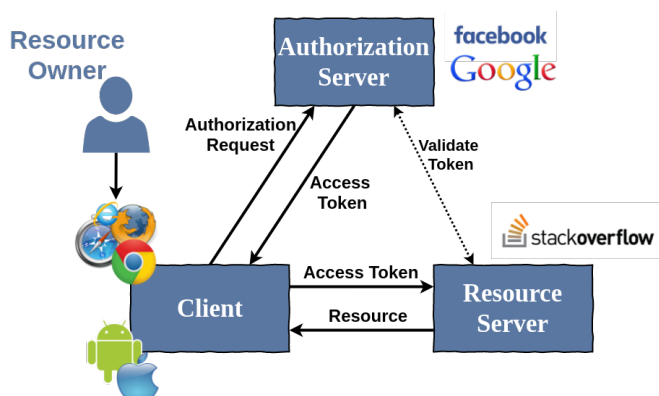 Resource
Owner
Authorization
Server
facebook
Google
Authorization
Request
Access
Token
Validate
Token
stackoverflow
Client
Access Token
Resource
Resource
Server